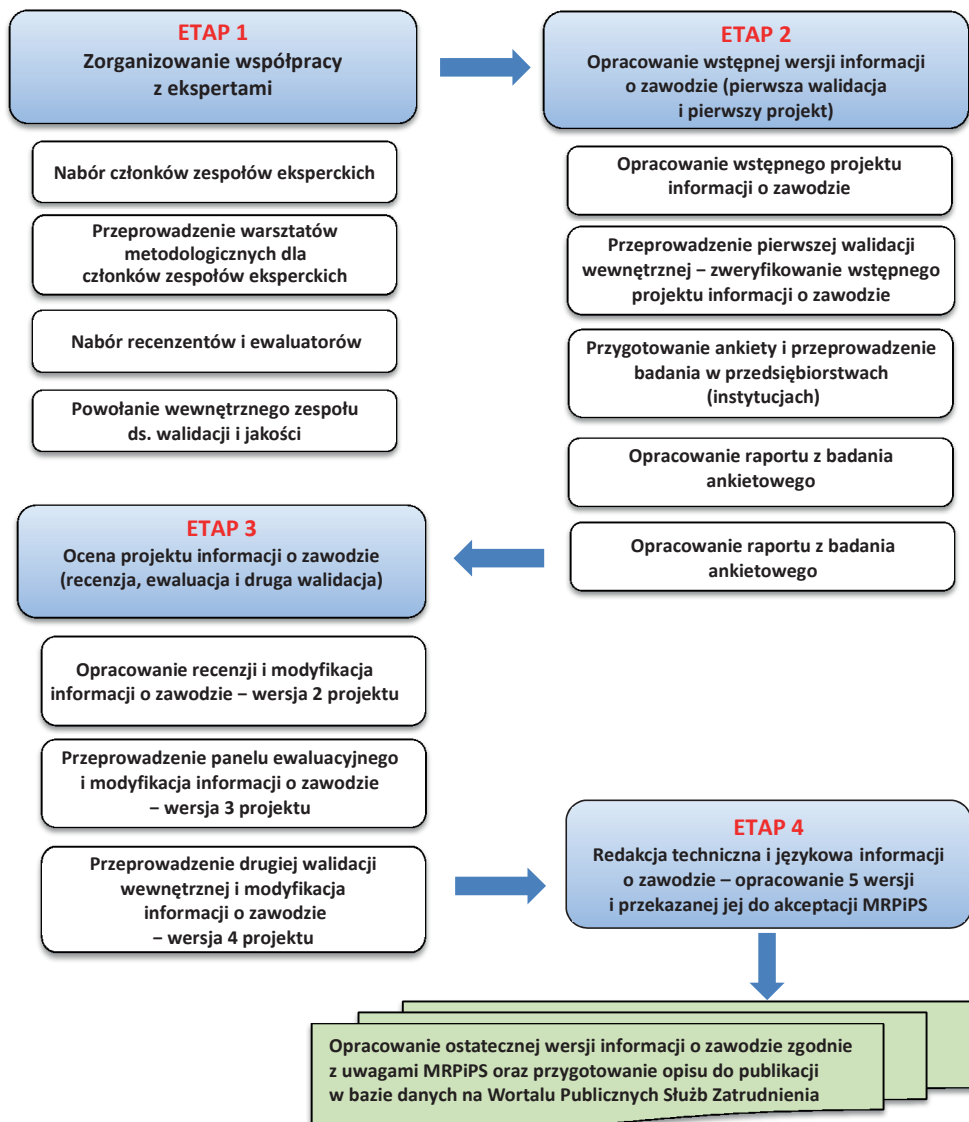 ETAP 1
Zorganizowanie współpracy
z ekspertami
Nabór członków zespołów eksperckich
Przeprowadzenie warsztatów
metodologicznych dla
członków zespołów eksperckich
Nabór recenzentów i ewaluatorów
Powołanie wewnętrznego zespołu
ds. walidacji i jakości
ETAP 2
Opracowanie wstępnej wersji informacji
o zawodzie (pierwsza walidacja
i pierwszy projekt)
Opracowanie wstępnego projektu
informacji o zawodzie
Przeprowadzenie pierwszej walidacji
wewnętrznej – zweryfikowanie wstępnego
projektu informacji o zawodzie
Przygotowanie ankiety i przeprowadzenie
badania w przedsiębiorstwach
(instytucjach)
Opracowanie raportu z badania
ankietowego
Opracowanie raportu z badania
ankietowego
ETAP 3
Ocena projektu informacji o zawodzie
(recenzja, ewaluacja i druga walidacja)
Opracowanie recenzji i modyfikacja
informacji o zawodzie – wersja 2 projektu
Przeprowadzenie panelu ewaluacyjnego
i modyfikacja informacji o zawodzie
– wersja 3 projektu
Przeprowadzenie drugiej walidacji
wewnętrznej i modyfikacja
informacji o zawodzie
– wersja 4 projektu
ETAP 4
Redakcja techniczna i językowa informacji
o zawodzie – opracowanie 5 wersji
i przekazanej jej do akceptacji MRPiPS
Opracowanie ostatecznej wersji informacji o zawodzie zgodnie
z uwagami MRPiPS oraz przygotowanie opisu do publikacji
w bazie danych na Wortalu Publicznych Służb Zatrudnienia